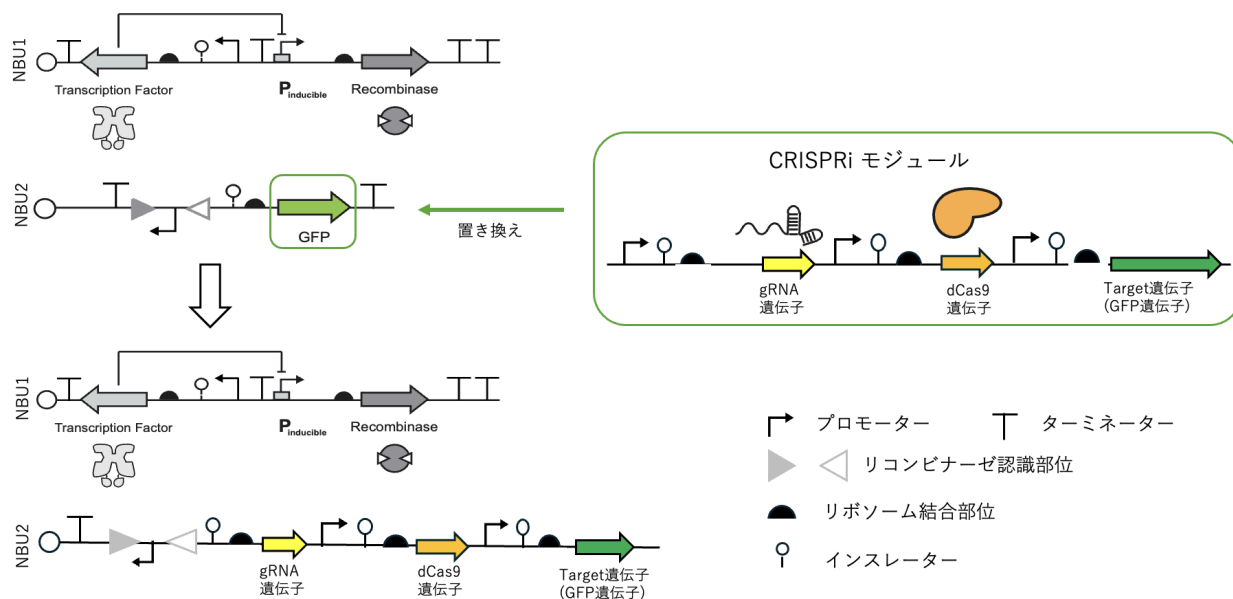 NBU1
Transcription Factor
Pinducible
Recombinase
NBU2
GFP
置き換え
CRISPRi モジュール
gRNA
遺伝子
dCas9
遺伝子
Target遺伝子
(GFP遺伝子)
NBU1
Transcription Factor
Pinducible
Recombinase
NBU2
gRNA
遺伝子
dCas9
遺伝子
Target遺伝子
(GFP遺伝子)
プロモーター
ターミネーター
リコンビナーゼ認識部位
リボソーム結合部位
インスレーター